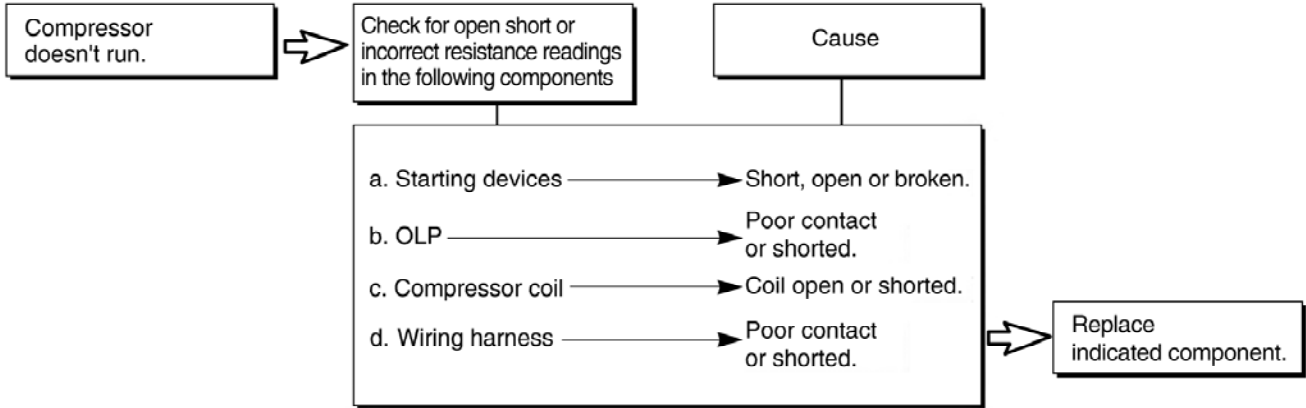 Compressor
doesn't run.
Check for open short or
incorrect resistance readings
in the following components
Cause
a. Starting devices
Short, open or broken.
b. OLP
Poor contact
or shorted.
c. Compressor coil
Coil open or shorted.
d. Wiring harness
Poor contact
or shorted.
Replace
indicated component.